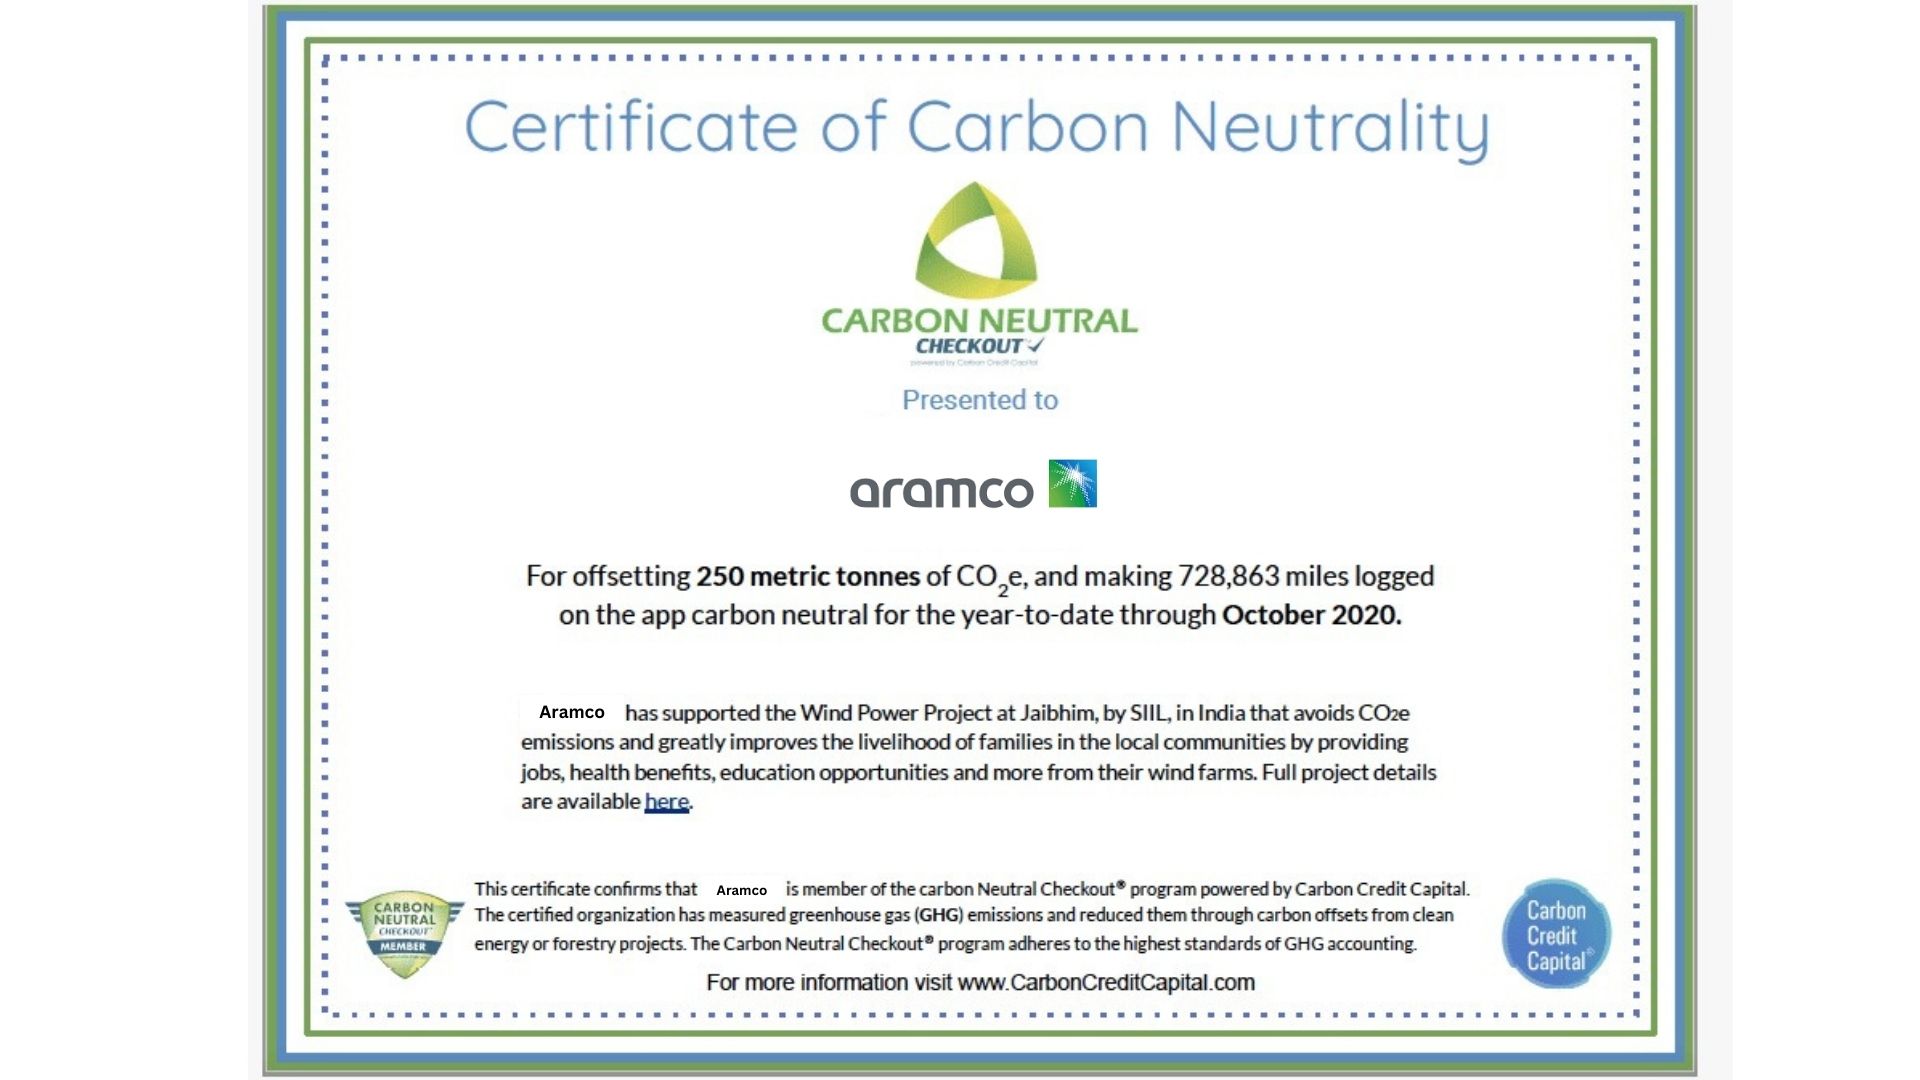 Certificate of Carbon Neutrality
CARBON NEUTRAL
CHECKOUT
powered by Carbon Credit Capital
Presented to
aramco
For offsetting 250 metric tonnes of CO2e, and making 728,863 miles logged
on the app carbon neutral for the year-to-date through October 2020.
Aramco has supported the Wind Power Project at Jaibhim, by SIIL, in India that avoids CO2e
emissions and greatly improves the livelihood of families in the local communities by providing
jobs, health benefits, education opportunities and more from their wind farms. Full project details
are available here.
This certificate confirms that Aramco is member of the carbon Neutral Checkout® program powered by Carbon Credit Capital.
The certified organization has measured greenhouse gas (GHG) emissions and reduced them through carbon offsets from clean
energy or forestry projects. The Carbon Neutral Checkout® program adheres to the highest standards of GHG accounting.
For more information visit www.CarbonCreditCapital.com
CARBON
NEUTRAL
CHECKOUT
MEMBER
Carbon
Credit
Capital®